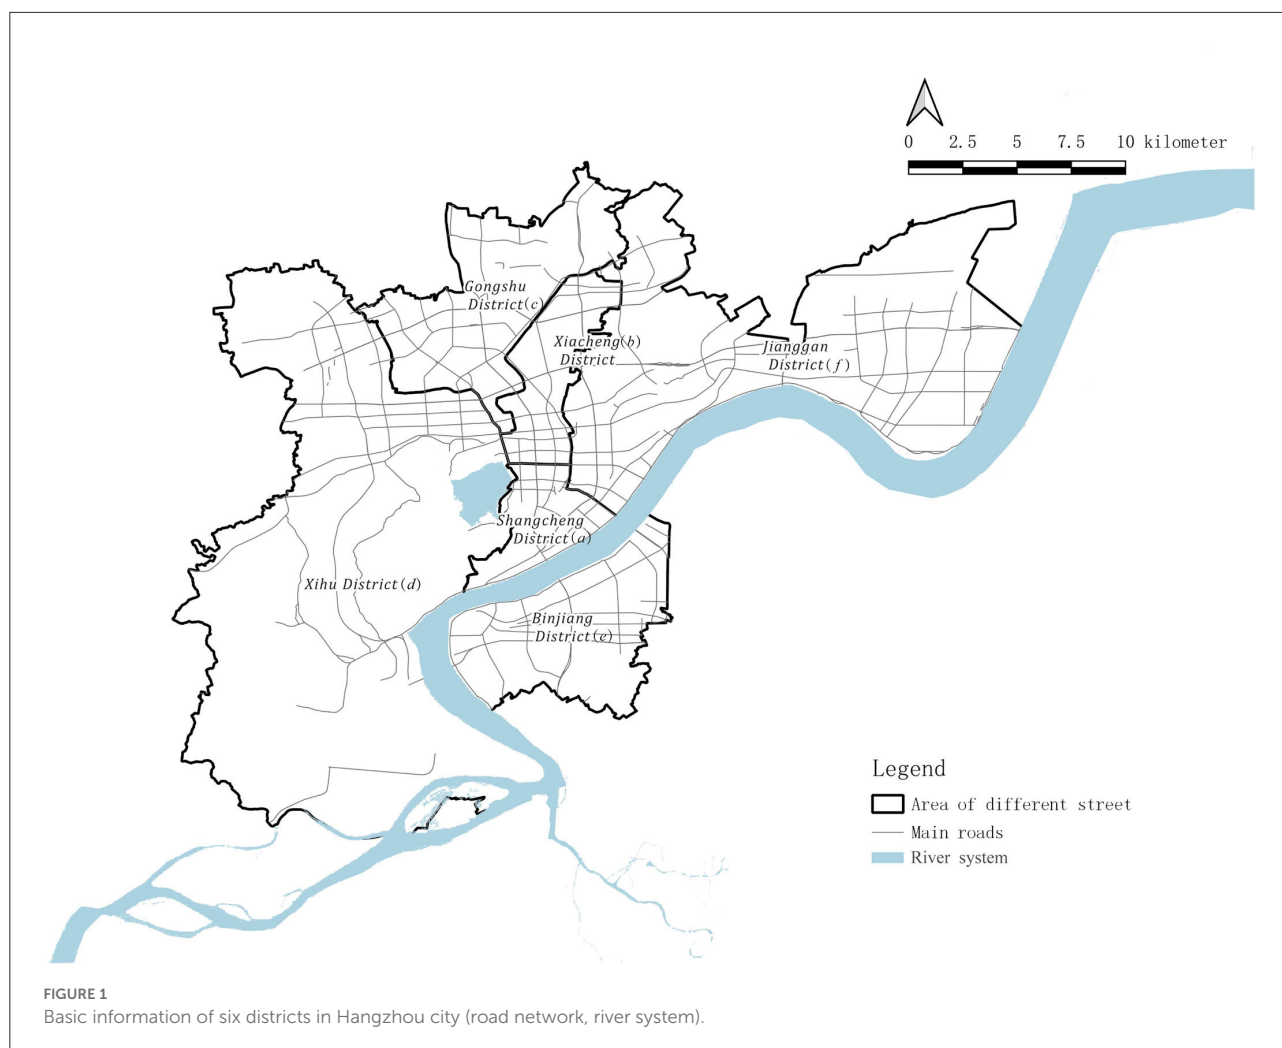 0 2.5 5 7.5 10 kilometer
Gongshu
District(c)
Xiacheng(b)
District
Jianggan
District(f)
Shangcheng
District(a)
Xihu District(d)
Binjiang
District(e)
Legend
Area of different street
Main roads
River system
FIGURE 1
Basic information of six districts in Hangzhou city (road network, river system).